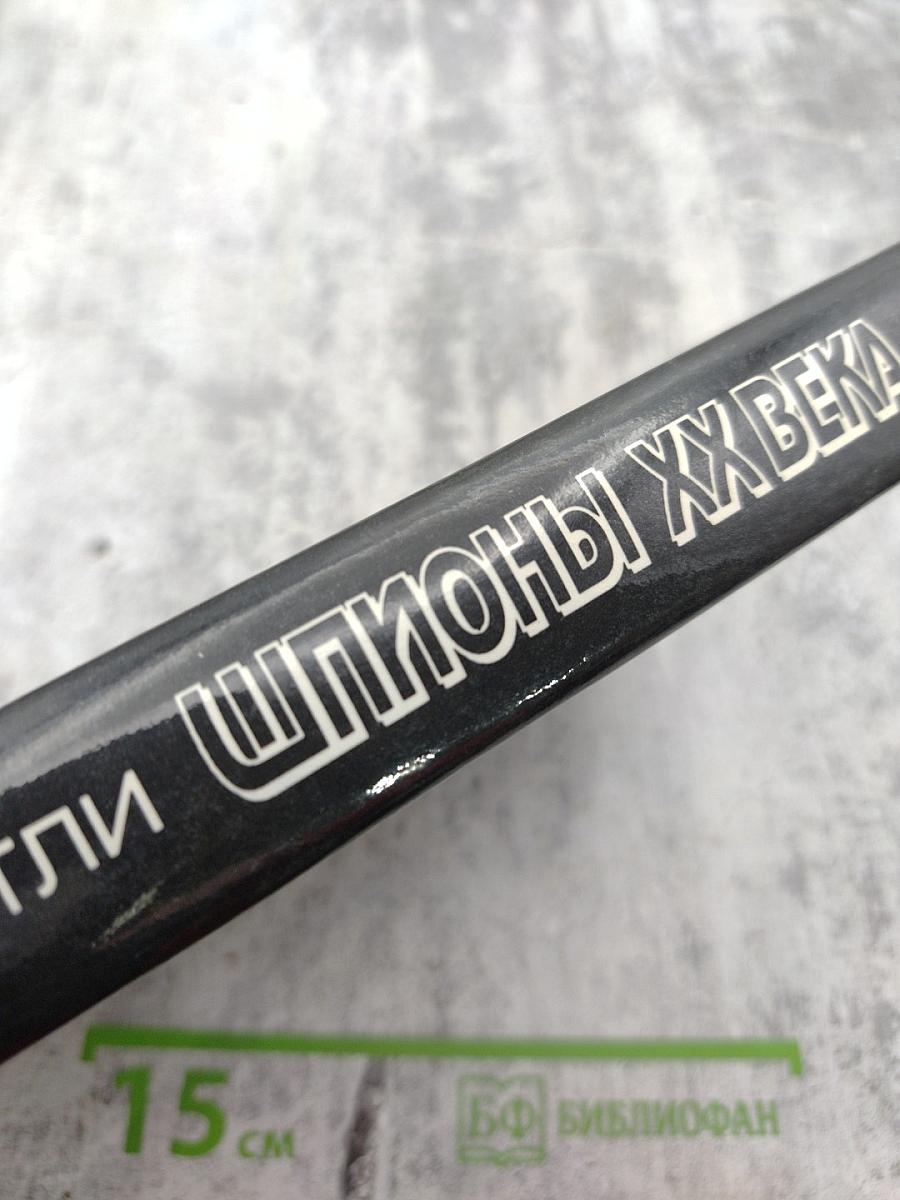 ТЛИ ШПИОНЫ XX ВЕКА
15 см
БФ БИБЛИОФАН